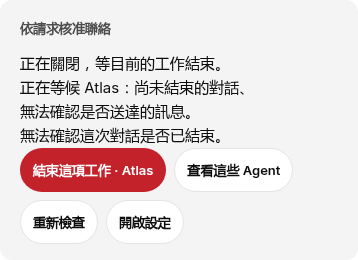 依請求核准聯絡
正在關閉，等目前的工作結束。
正在等候 Atlas：尚未結束的對話、
無法確認是否送達的訊息。
無法確認這次對話是否已結束。
結束這項工作 · Atlas
查看這些 Agent
重新檢查
開啟設定